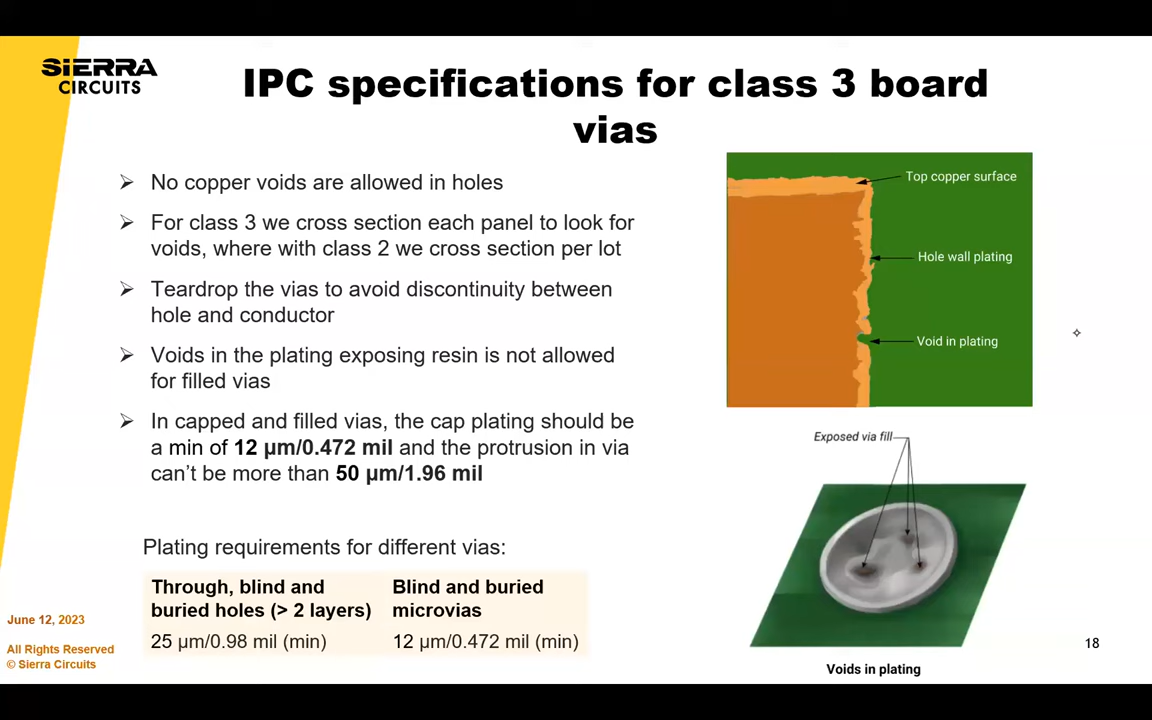 SIERRA
CIRCUITS
IPC specifications for class 3 board
vias
➢ No copper voids are allowed in holes
➢ For class 3 we cross section each panel to look for
voids, where with class 2 we cross section per lot
➢ Teardrop the vias to avoid discontinuity between
hole and conductor
➢ Voids in the plating exposing resin is not allowed
for filled vias
➢ In capped and filled vias, the cap plating should be
a min of 12 µm/0.472 mil and the protrusion in via
can’t be more than 50 µm/1.96 mil
Plating requirements for different vias:
Through, blind and
buried holes (> 2 layers)
25 µm/0.98 mil (min)
Blind and buried
microvias
12 µm/0.472 mil (min)
Top copper surface
Hole wall plating
Void in plating
Exposed via fill
Voids in plating
June 12, 2023
All Rights Reserved
© Sierra Circuits
18